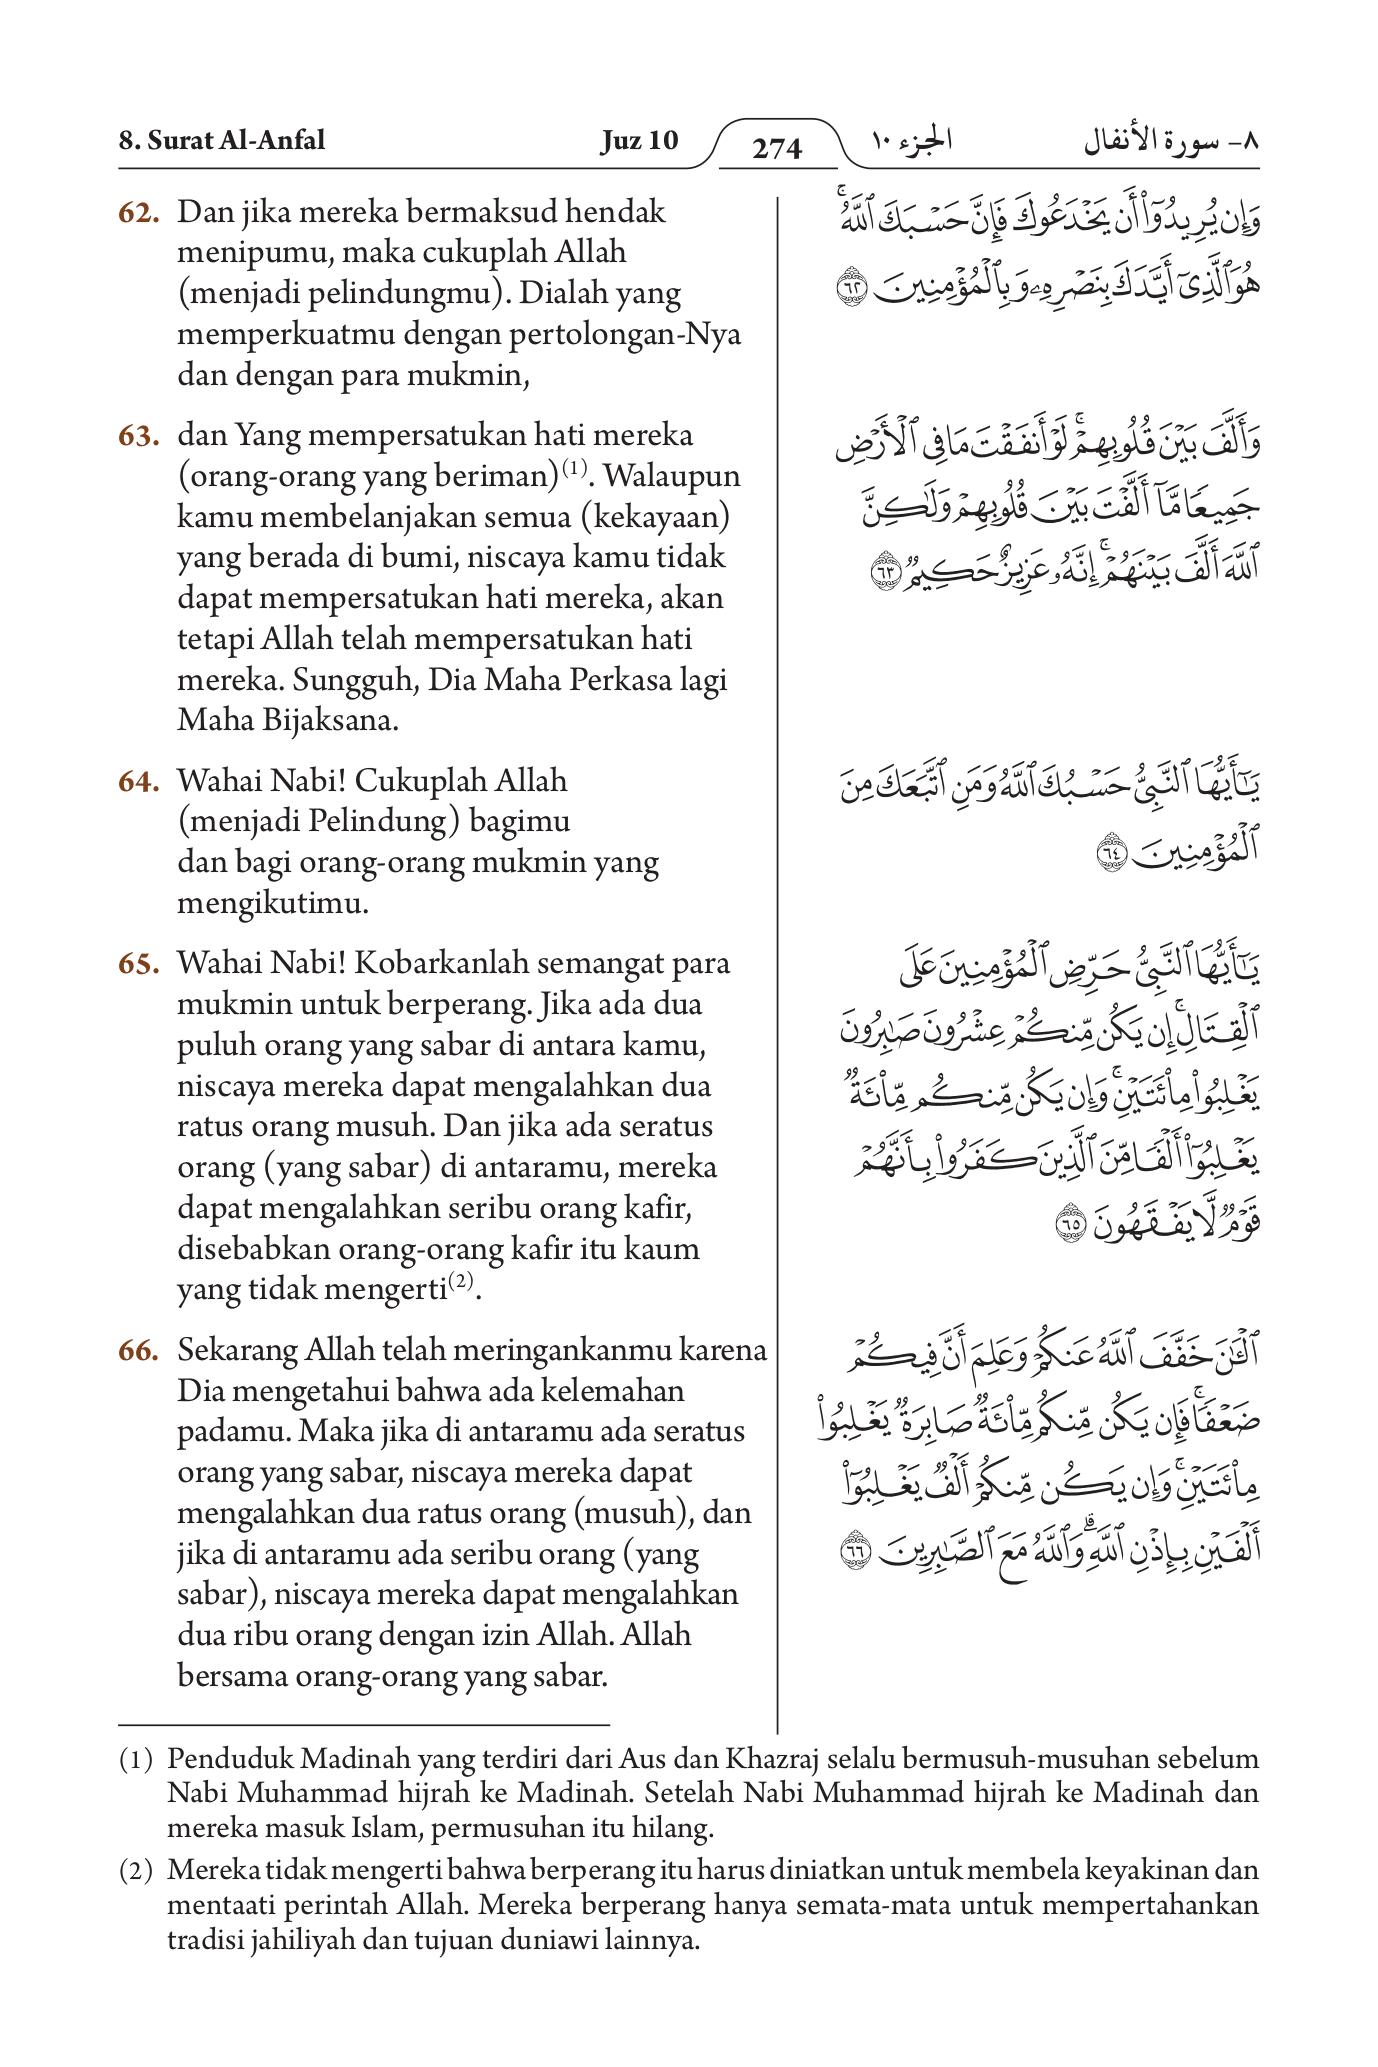 8. Surat Al-Anfal Juz 10 274 الجزء ١٠ ٨- سورة الأنفال
62. Dan jika mereka bermaksud hendak
menipumu, maka cukuplah Allah
(menjadi pelindungmu). Dialah yang
memperkuatmu dengan pertolongan-Nya
dan dengan para mukmin,
63. dan Yang mempersatukan hati mereka
(orang-orang yang beriman)(1). Walaupun
kamu membelanjakan semua (kekayaan)
yang berada di bumi, niscaya kamu tidak
dapat mempersatukan hati mereka, akan
tetapi Allah telah mempersatukan hati
mereka. Sungguh, Dia Maha Perkasa lagi
Maha Bijaksana.
64. Wahai Nabi! Cukuplah Allah
(menjadi Pelindung) bagimu
dan bagi orang-orang mukmin yang
mengikutimu.
65. Wahai Nabi! Kobarkanlah semangat para
mukmin untuk berperang. Jika ada dua
puluh orang yang sabar di antara kamu,
niscaya mereka dapat mengalahkan dua
ratus orang musuh. Dan jika ada seratus
orang (yang sabar) di antaramu, mereka
dapat mengalahkan seribu orang kafir,
disebabkan orang-orang kafir itu kaum
yang tidak mengerti(2).
66. Sekarang Allah telah meringankanmu karena
Dia mengetahui bahwa ada kelemahan
padamu. Maka jika di antaramu ada seratus
orang yang sabar, niscaya mereka dapat
mengalahkan dua ratus orang (musuh), dan
jika di antaramu ada seribu orang (yang
sabar), niscaya mereka dapat mengalahkan
dua ribu orang dengan izin Allah. Allah
bersama orang-orang yang sabar.
وَإِن يُرِيدُوٓا۟ أَن يَخْدَعُوكَ فَإِنَّ حَسْبَكَ ٱللَّهُ ۚ
هُوَ ٱلَّذِىٓ أَيَّدَكَ بِنَصْرِهِۦ وَبِٱلْمُؤْمِنِينَ ٦٢
وَأَلَّفَ بَيْنَ قُلُوبِهِمْ ۚ لَوْ أَنفَقْتَ مَا فِى ٱلْأَرْضِ
جَمِيعًا مَّآ أَلَّفْتَ بَيْنَ قُلُوبِهِمْ وَلَٰكِنَّ
ٱللَّهَ أَلَّفَ بَيْنَهُمْ ۚ إِنَّهُۥ عَزِيزٌ حَكِيمٌ ٦٣
يَٰٓأَيُّهَا ٱلنَّبِىُّ حَسْبُكَ ٱللَّهُ وَمَنِ ٱتَّبَعَكَ مِنَ
ٱلْمُؤْمِنِينَ ٦٤
يَٰٓأَيُّهَا ٱلنَّبِىُّ حَرِّضِ ٱلْمُؤْمِنِينَ عَلَى
ٱلْقِتَالِ ۚ إِن يَكُن مِّنكُمْ عِشْرُونَ صَٰبِرُونَ
يَغْلِبُوا۟ مِا۟ئَتَيْنِ ۚ وَإِن يَكُن مِّنكُم مِّا۟ئَةٌ
يَغْلِبُوٓا۟ أَلْفًا مِّنَ ٱلَّذِينَ كَفَرُوا۟ بِأَنَّهُمْ
قَوْمٌ لَّا يَفْقَهُونَ ٦٥
ٱلْـَٰٔنَ خَفَّفَ ٱللَّهُ عَنكُمْ وَعَلِمَ أَنَّ فِيكُمْ
ضَعْفًا ۚ فَإِن يَكُن مِّنكُم مِّا۟ئَةٌ صَابِرَةٌ يَغْلِبُوا۟
مِا۟ئَتَيْنِ ۚ وَإِن يَكُن مِّنكُمْ أَلْفٌ يَغْلِبُوٓا۟
أَلْفَيْنِ بِإِذْنِ ٱللَّهِ ۗ وَٱللَّهُ مَعَ ٱلصَّٰبِرِينَ ٦٦
(1) Penduduk Madinah yang terdiri dari Aus dan Khazraj selalu bermusuh-musuhan sebelum
Nabi Muhammad hijrah ke Madinah. Setelah Nabi Muhammad hijrah ke Madinah dan
mereka masuk Islam, permusuhan itu hilang.
(2) Mereka tidak mengerti bahwa berperang itu harus diniatkan untuk membela keyakinan dan
mentaati perintah Allah. Mereka berperang hanya semata-mata untuk mempertahankan
tradisi jahiliyah dan tujuan duniawi lainnya.